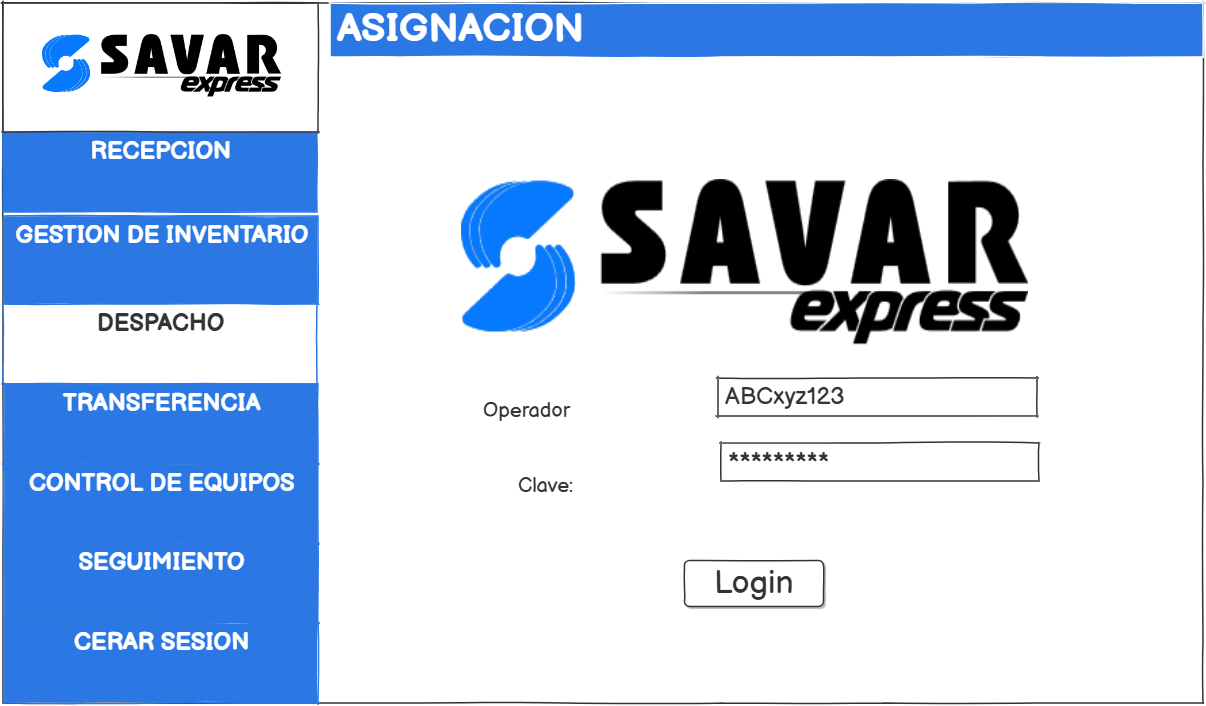 SAVAR
express
RECEPCION
GESTION DE INVENTARIO
DESPACHO
TRANSFERENCIA
CONTROL DE EQUIPOS
SEGUIMIENTO
CERAR SESION
ASIGNACION
SAVAR
express
Operador
ABCxyz123
Clave:
*********
Login